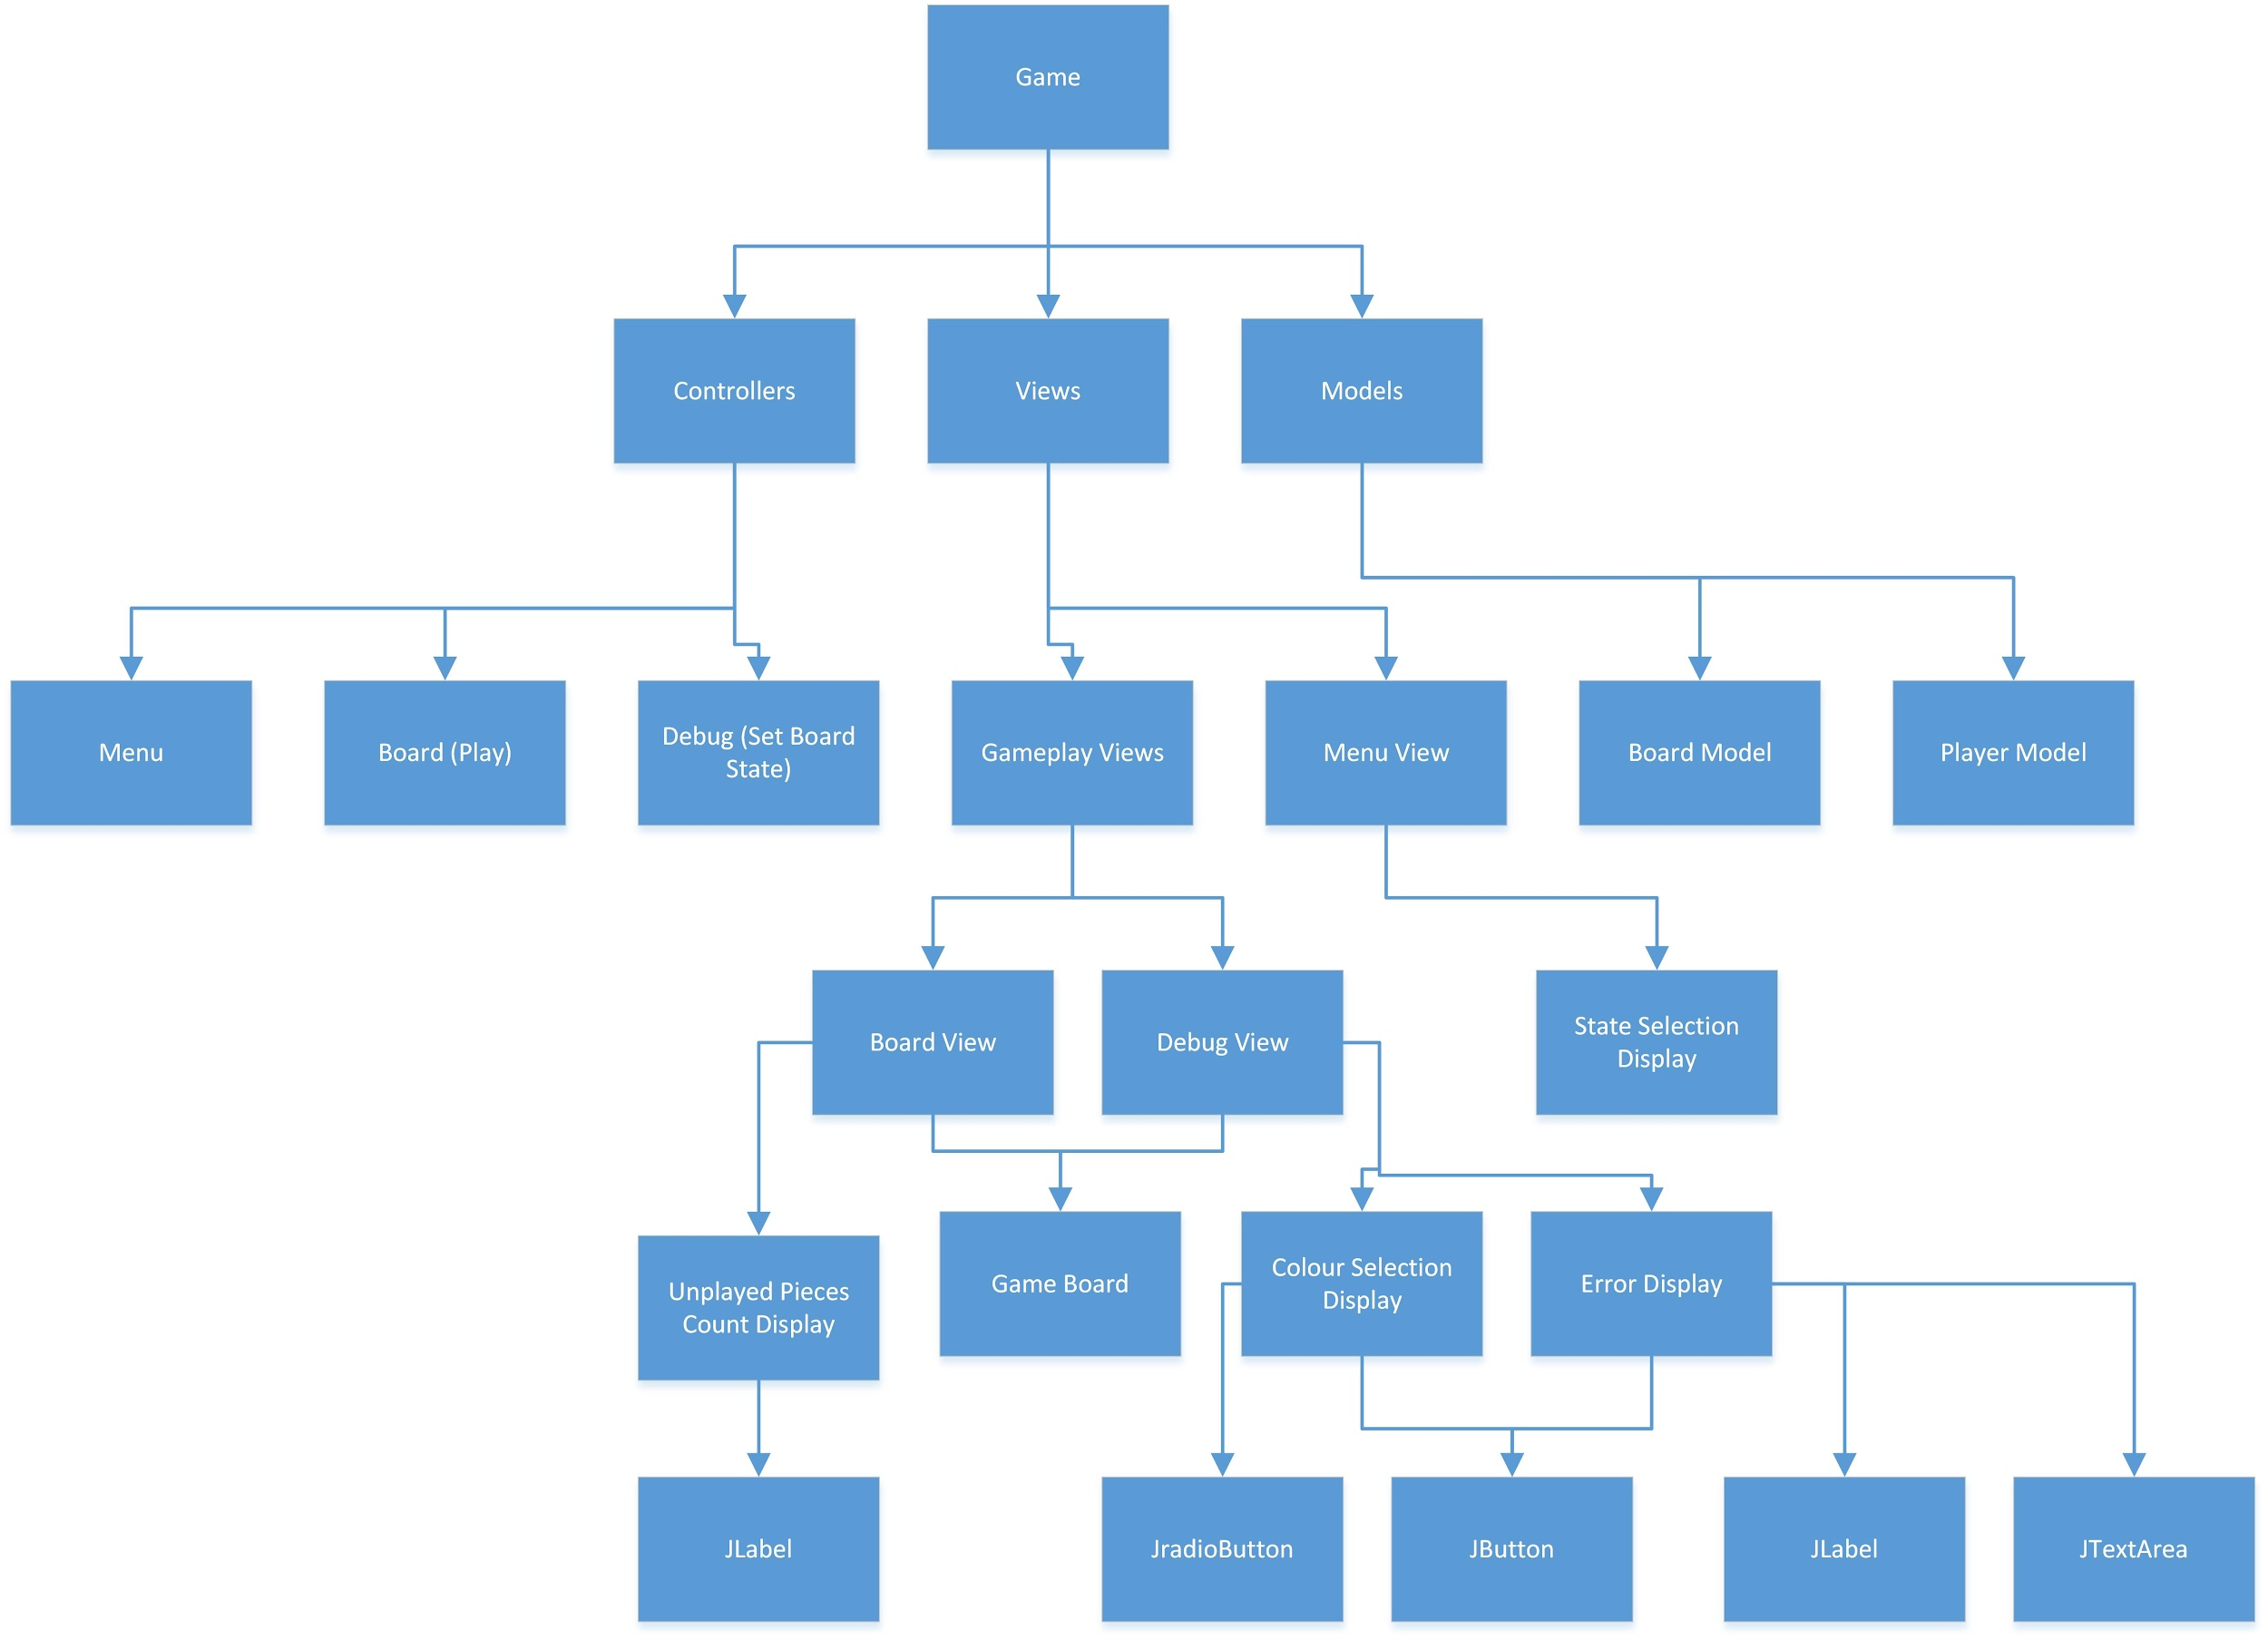 Game
Controllers
Views
Models
Menu
Board (Play)
Debug (Set Board
State)
Gameplay Views
Menu View
Board Model
Player Model
Board View
Debug View
State Selection
Display
Unplayed Pieces
Count Display
Game Board
Colour Selection
Display
Error Display
JLabel
JradioButton
JButton
JLabel
JTextArea